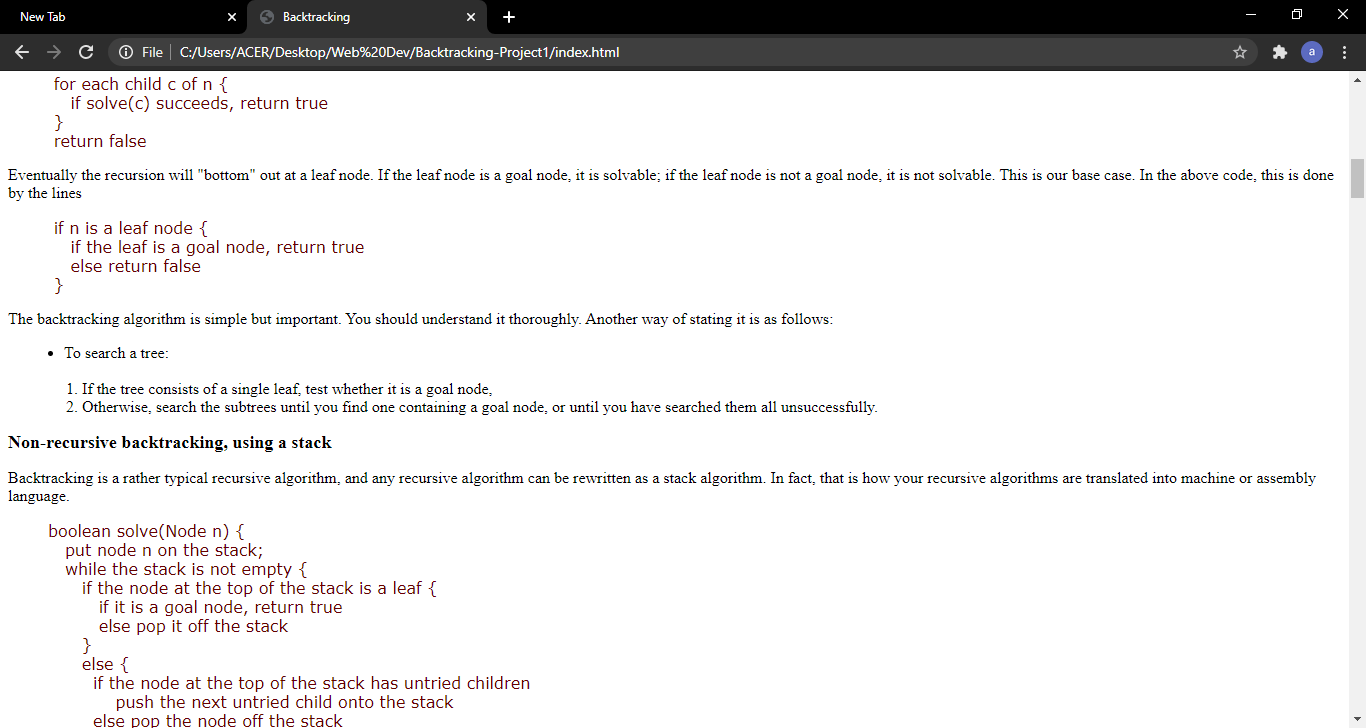 New Tab
Backtracking
File
C:/Users/ACER/Desktop/Web%20Dev/Backtracking-Project1/index.html
a
for each child c of n {
if solve(c) succeeds, return true
}
return false
Eventually the recursion will "bottom" out at a leaf node. If the leaf node is a goal node, it is solvable; if the leaf node is not a goal node, it is not solvable. This is our base case. In the above code, this is done
by the lines
if n is a leaf node {
if the leaf is a goal node, return true
else return false
}
The backtracking algorithm is simple but important. You should understand it thoroughly. Another way of stating it is as follows:
• To search a tree:
1. If the tree consists of a single leaf, test whether it is a goal node,
2. Otherwise, search the subtrees until you find one containing a goal node, or until you have searched them all unsuccessfully.
Non-recursive backtracking, using a stack
Backtracking is a rather typical recursive algorithm, and any recursive algorithm can be rewritten as a stack algorithm. In fact, that is how your recursive algorithms are translated into machine or assembly
language.
boolean solve(Node n) {
put node n on the stack;
while the stack is not empty {
if the node at the top of the stack is a leaf {
if it is a goal node, return true
else pop it off the stack
}
else {
if the node at the top of the stack has untried children
push the next untried child onto the stack
else pop the node off the stack